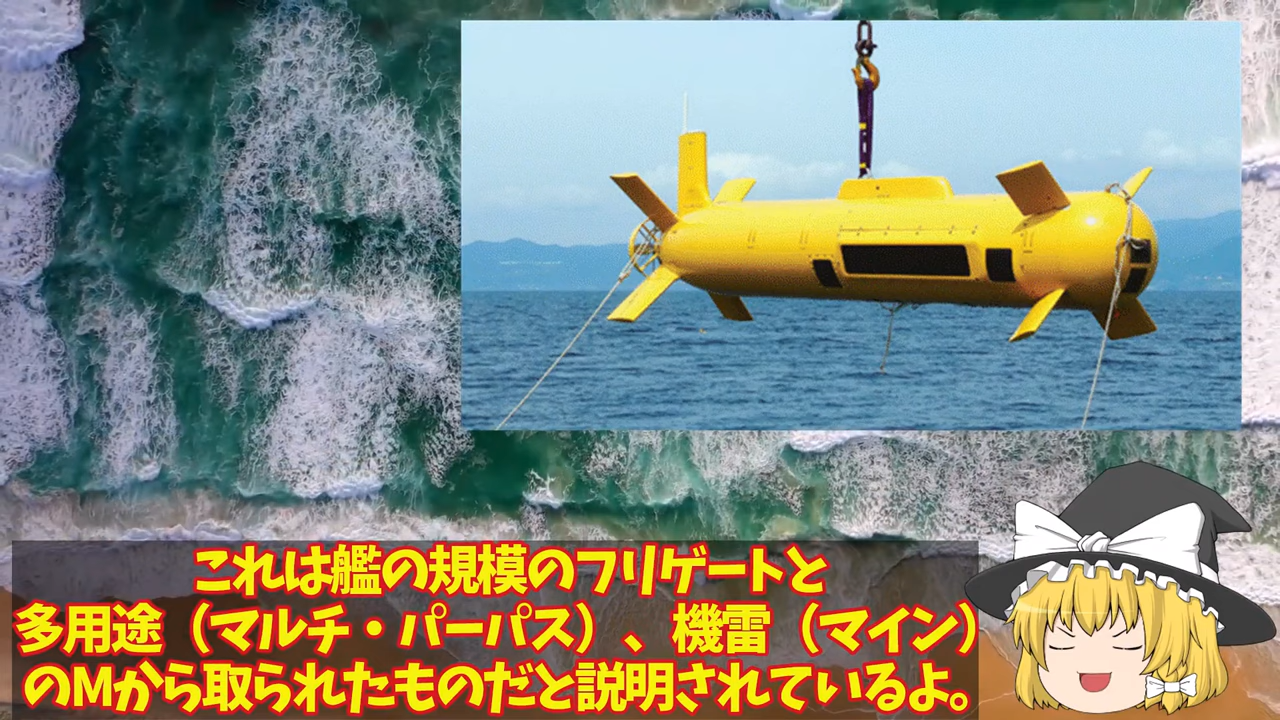 これは艦の規模のフリゲートと
多用途（マルチ・パーパス）、機雷（マイン）
のMから取られたものだと説明されているよ。